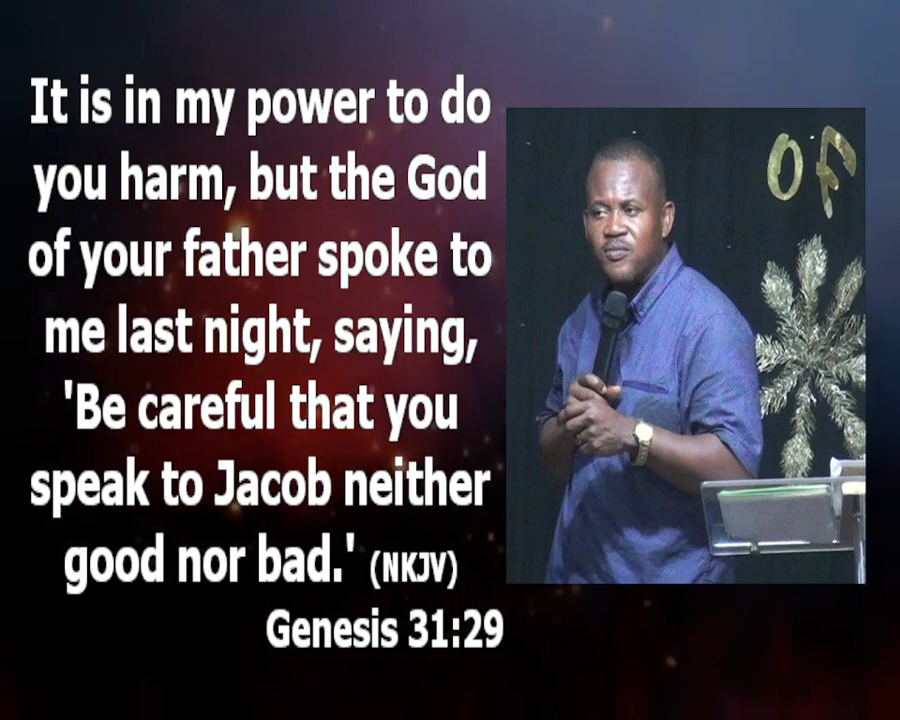 It is in my power to do
you harm, but the God
of your father spoke to
me last night, saying,
'Be careful that you
speak to Jacob neither
good nor bad.' (NKJV)
Genesis 31:29
OF